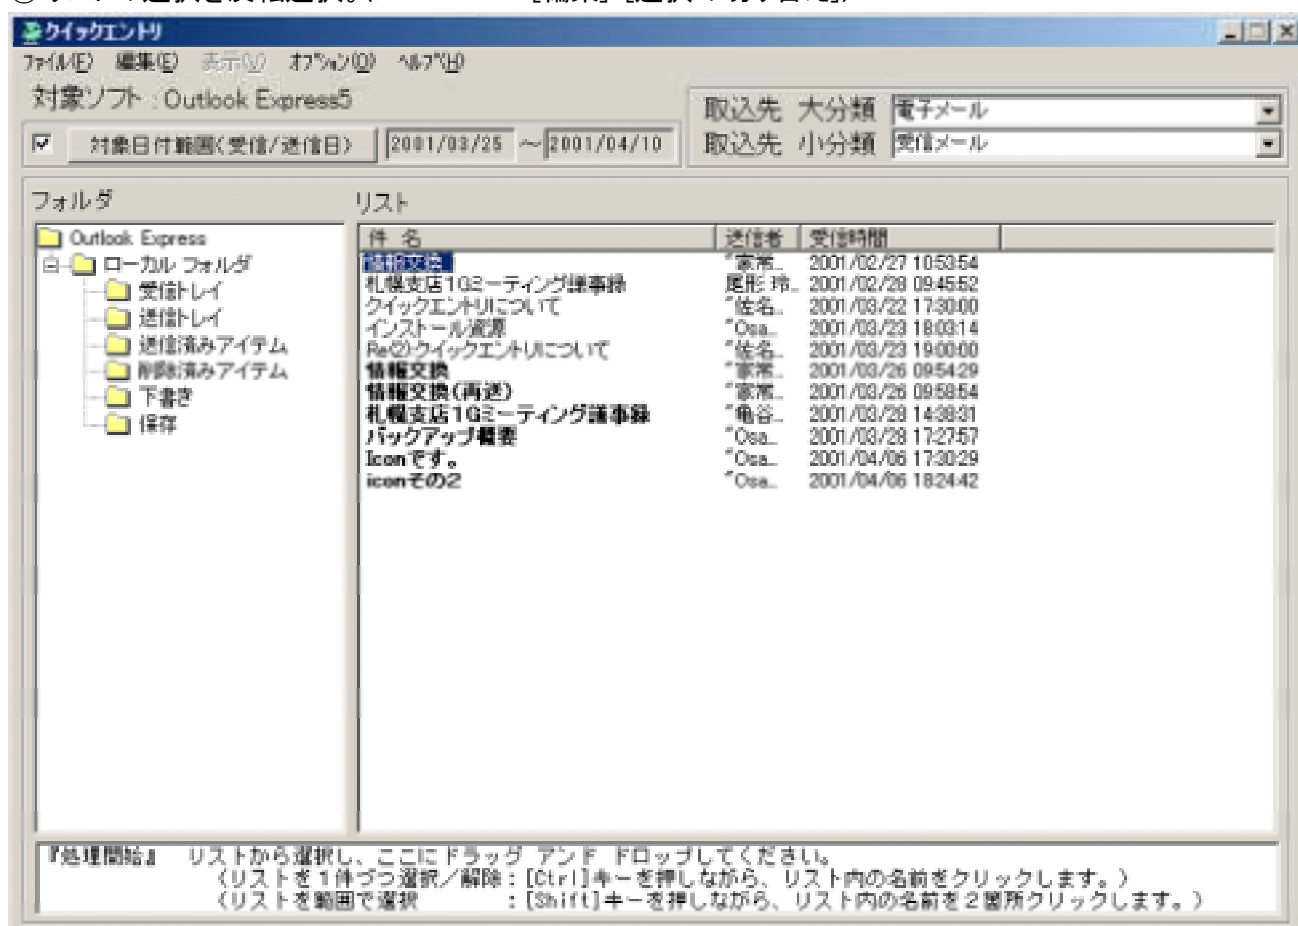 クイックエントリ
ファイル(F) 編集(E) 表示(V) オプション(O) ヘルプ(H)
対象ソフト : Outlook Express5
取込先 大分類 電子メール
対象日付範囲(受信/送信日) 2001/03/25 ～ 2001/04/10
取込先 小分類 受信メール
フォルダ
リスト
Outlook Express
ローカル フォルダ
受信トレイ
送信トレイ
送信済みアイテム
削除済みアイテム
下書き
保存
件 名 送信者 受信時間
情報交換 "家常... 2001/02/27 10:53:54
札幌支店1Gミーティング議事録 尾形 玲... 2001/02/28 09:45:52
クイックエントリについて "佐名... 2001/03/22 17:30:00
インストール資源 "Osa... 2001/03/23 18:03:14
Re(2):クイックエントリについて "佐名... 2001/03/23 19:00:00
情報交換 "家常... 2001/03/26 09:54:29
情報交換(再送) "家常... 2001/03/26 09:58:54
札幌支店1Gミーティング議事録 "亀谷... 2001/03/28 14:38:31
バックアップ概要 "Osa... 2001/03/28 17:27:57
Iconです。 "Osa... 2001/04/06 17:30:29
iconその2 "Osa... 2001/04/06 18:24:42
『処理開始』 リストから選択し、ここにドラッグ アンド ドロップしてください。
(リストを1件づつ選択／解除 : [Ctrl]キーを押しながら、リスト内の名前をクリックします。)
(リストを範囲で選択 : [Shift]キーを押しながら、リスト内の名前を2箇所クリックします。)